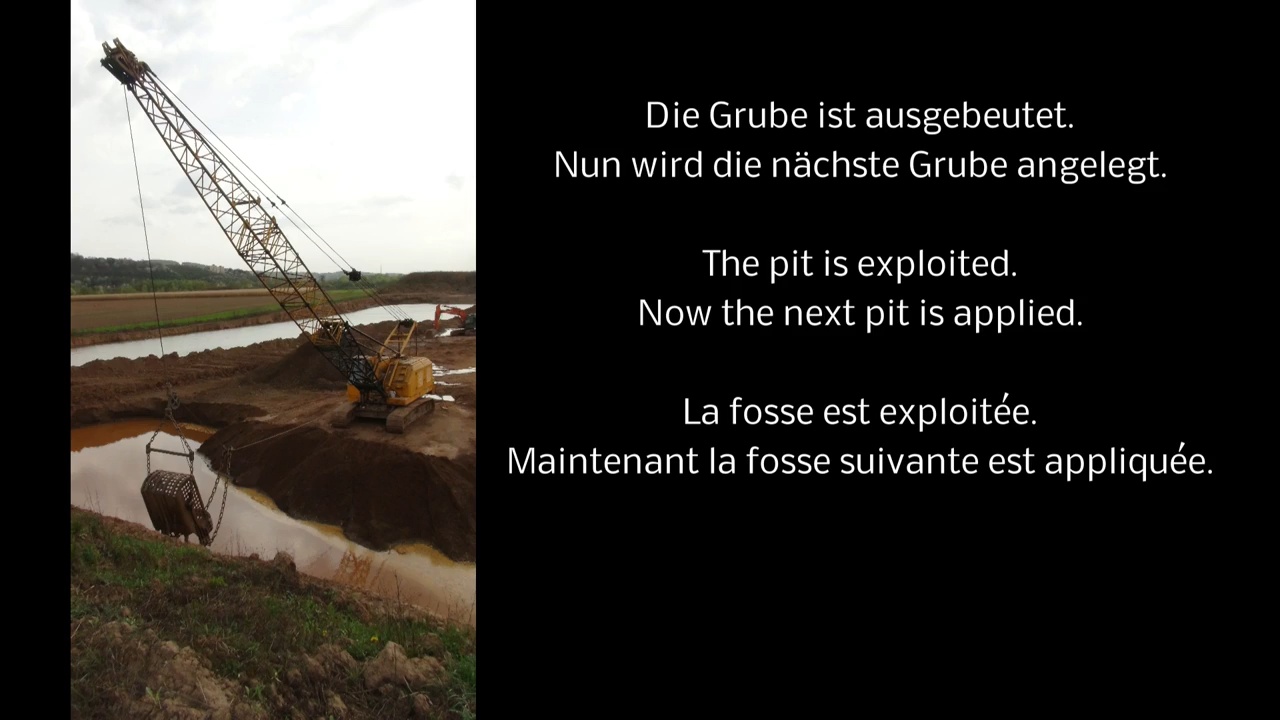 Die Grube ist ausgebeutet.
Nun wird die nächste Grube angelegt.
The pit is exploited.
Now the next pit is applied.
La fosse est exploitée.
Maintenant la fosse suivante est appliquée.